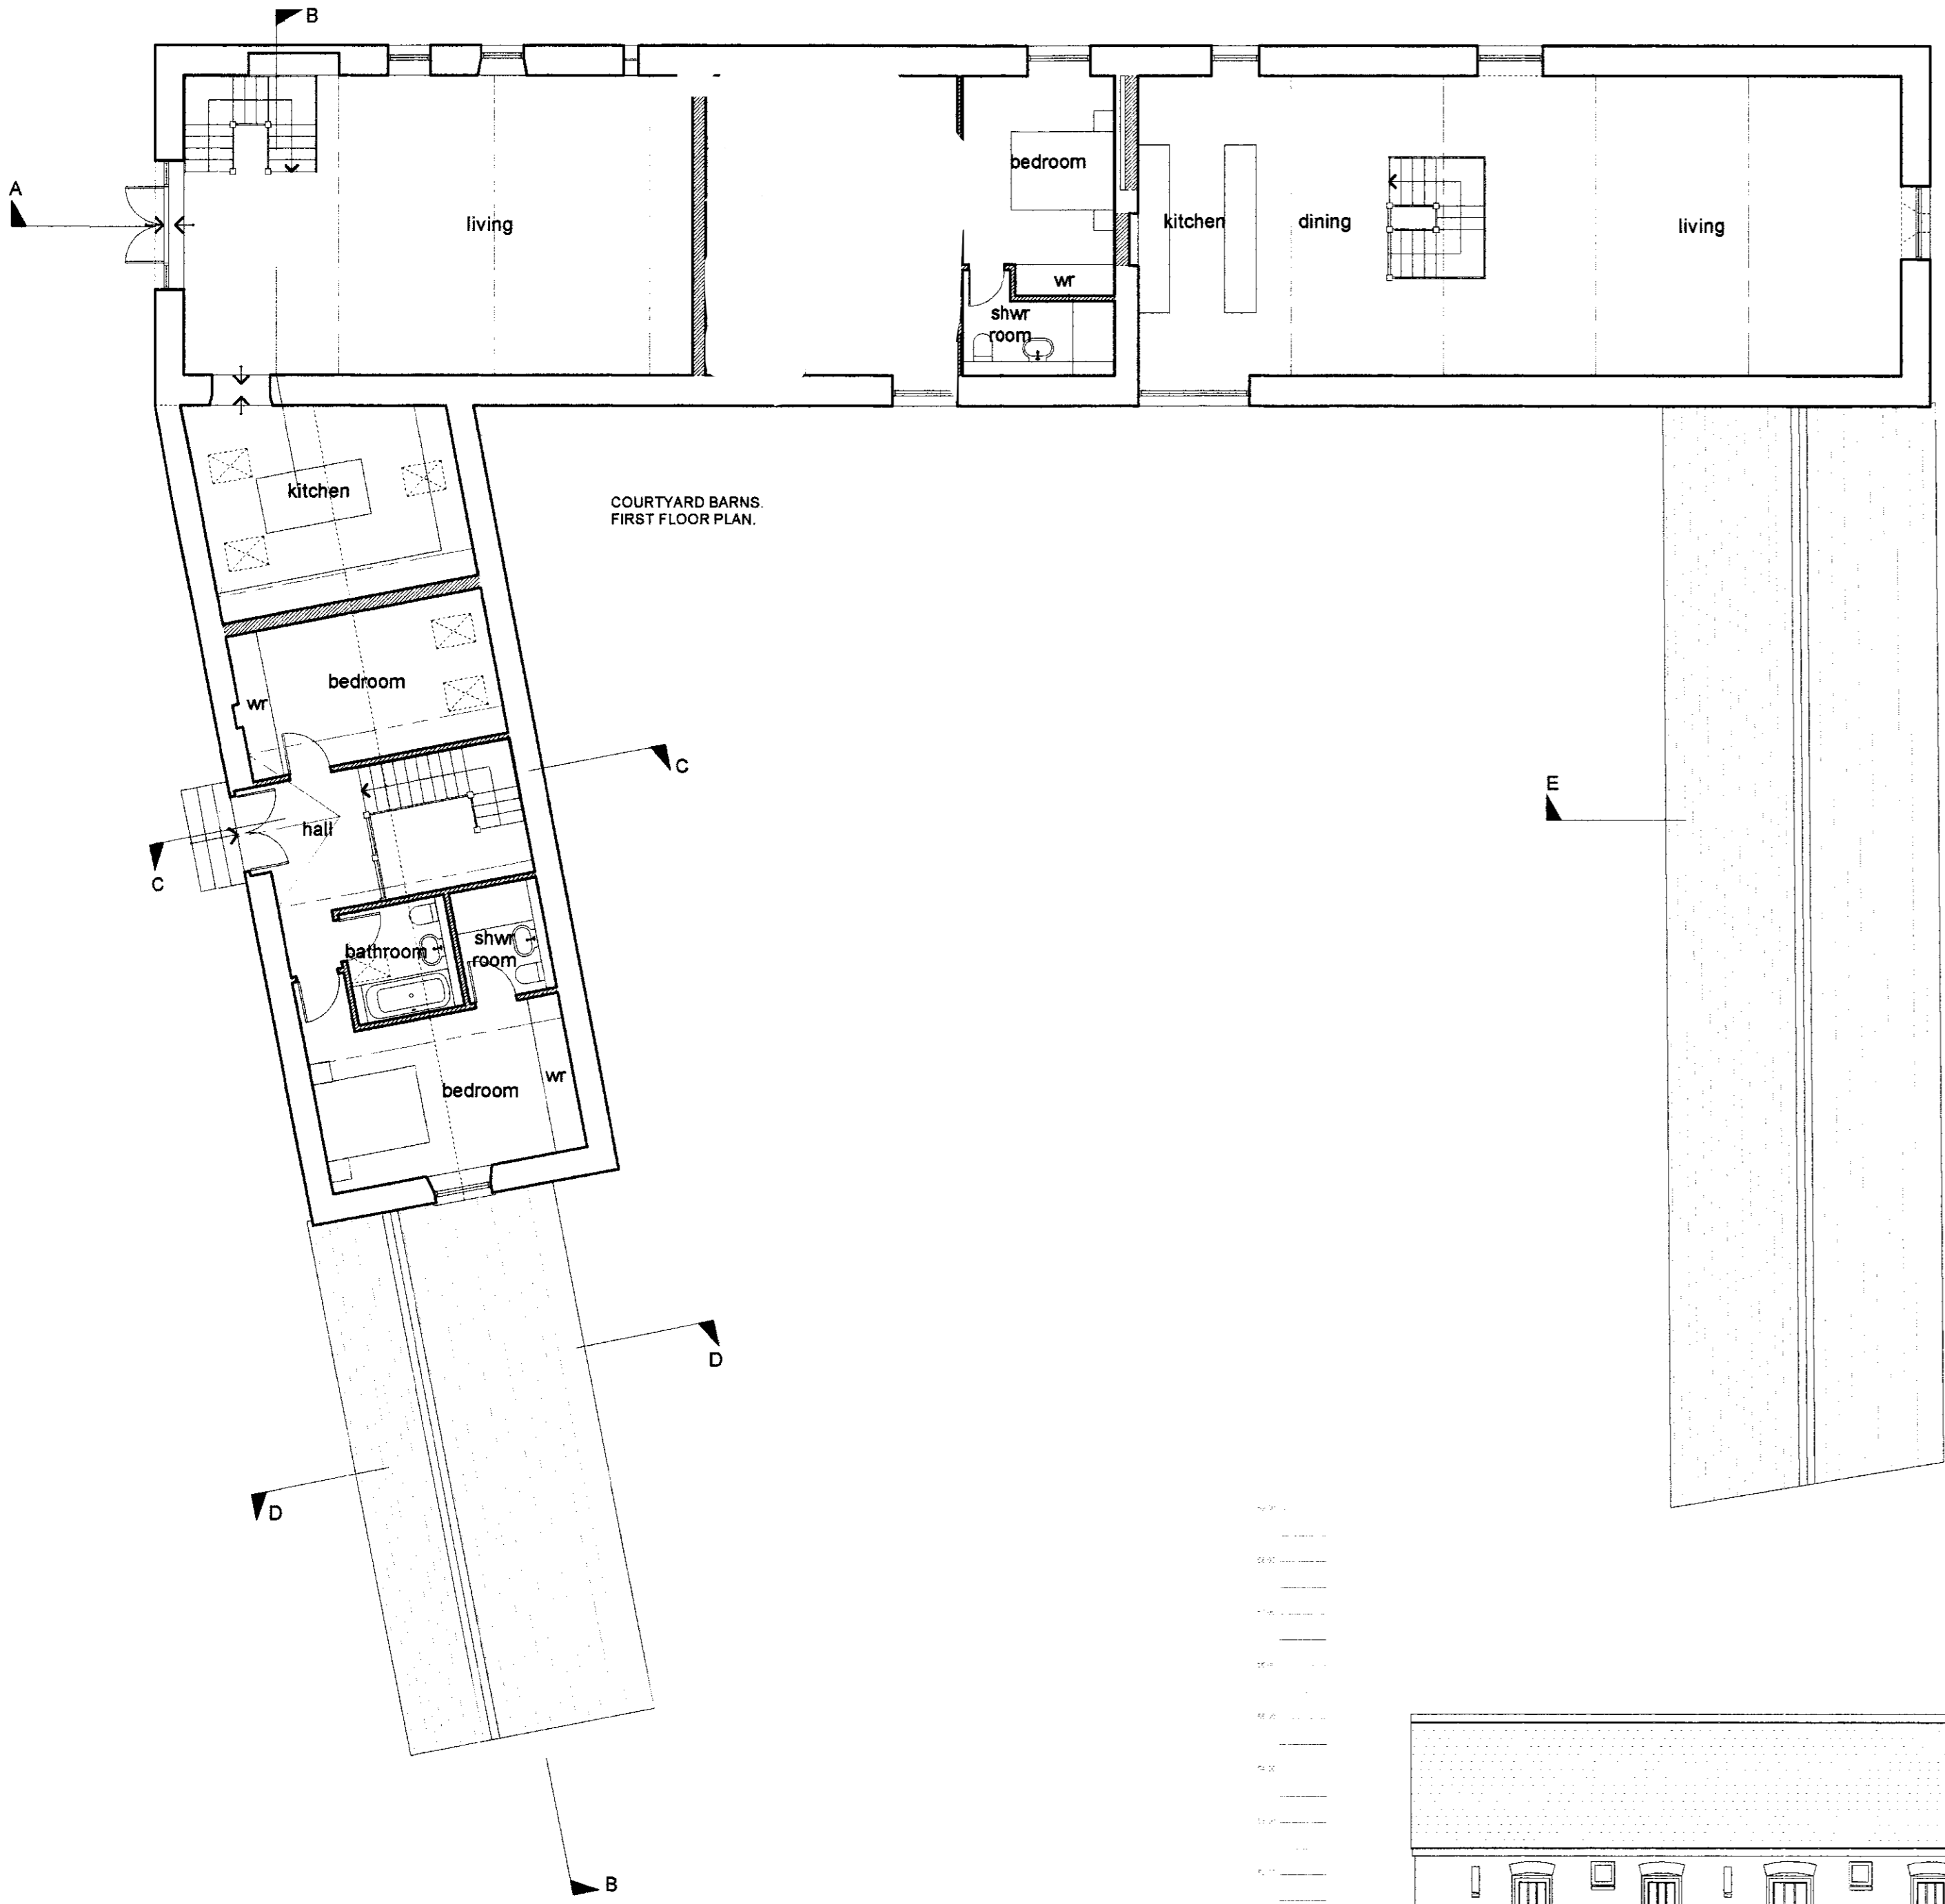 B
A
living
bedroom
kitchen
dining
living
wr
shwr
room
kitchen
COURTYARD BARNS.
FIRST FLOOR PLAN.
bedroom
wr
C
E
hall
C
bathroom
shwr
room
bedroom
wr
D
D
B